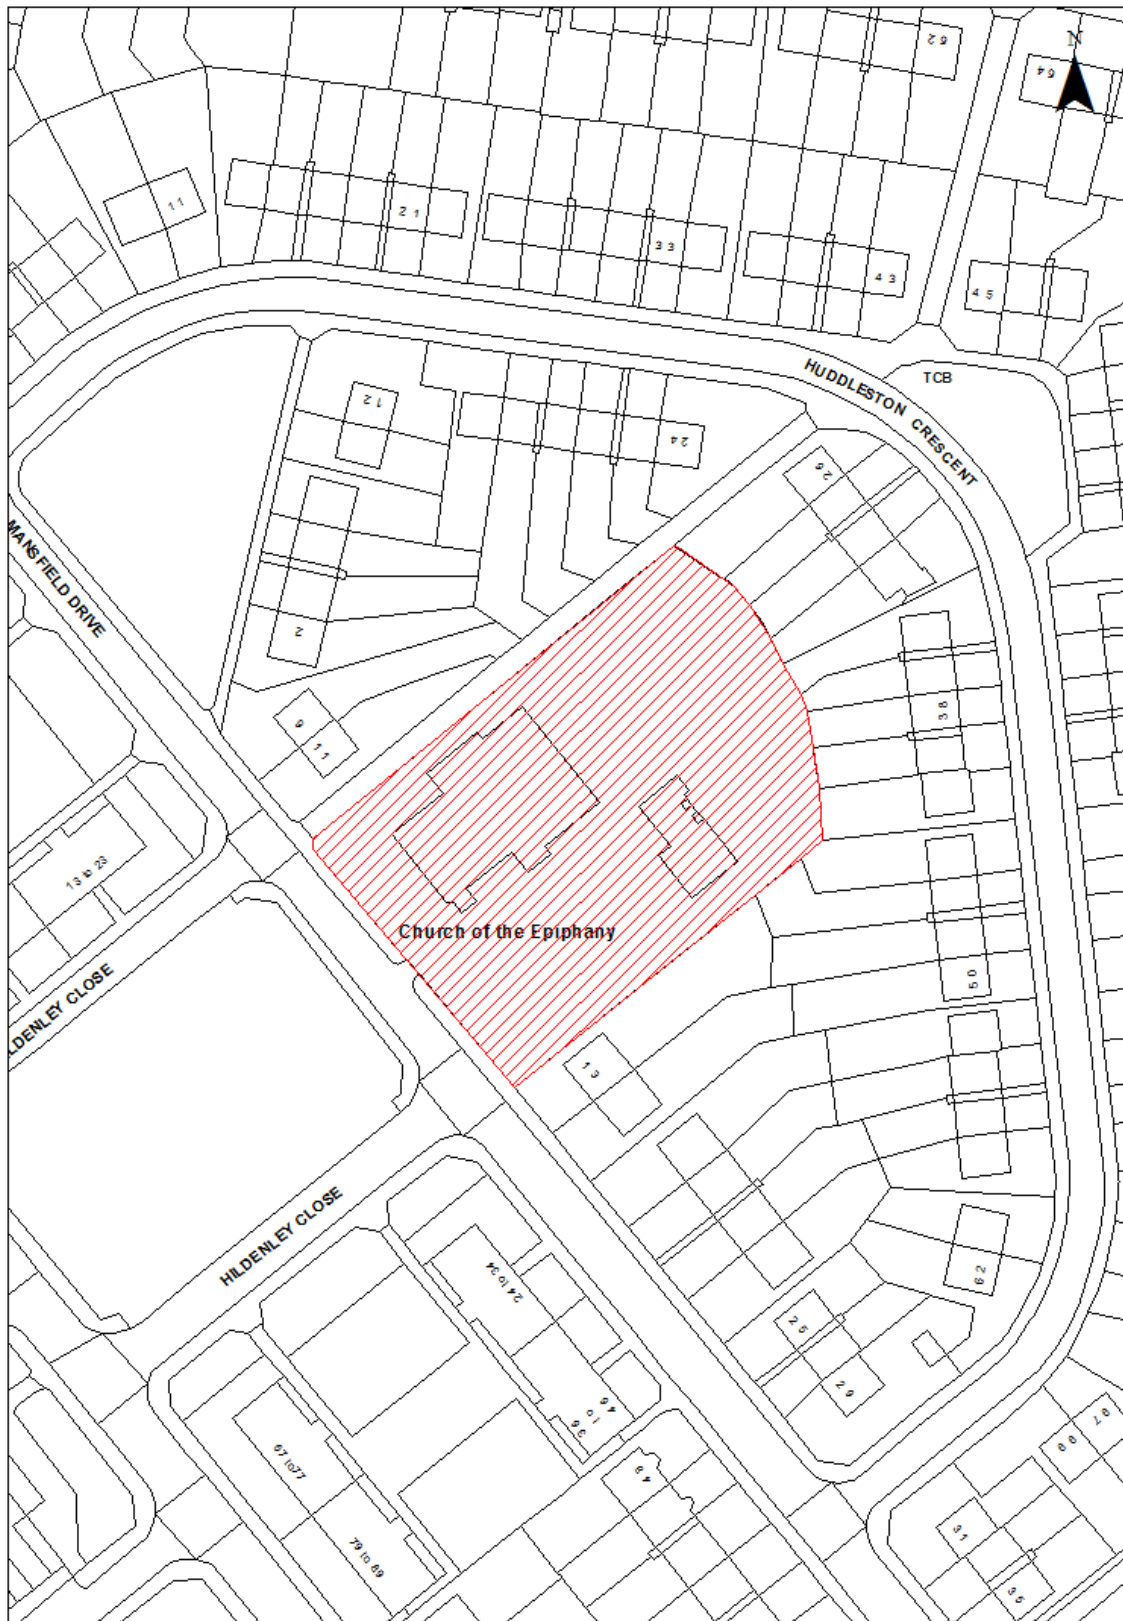 62
N
64
11
21
33
43
45
HUDDLESTON CRESCENT
TCB
12
24
26
MANSFIELD DRIVE
2
38
9
11
13 to 23
Church of the Epiphany
50
LDENLEY CLOSE
13
HILDENLEY CLOSE
24 to 34
62
25
29
36 to 46
67 to 77
48
79 to 89
31
35